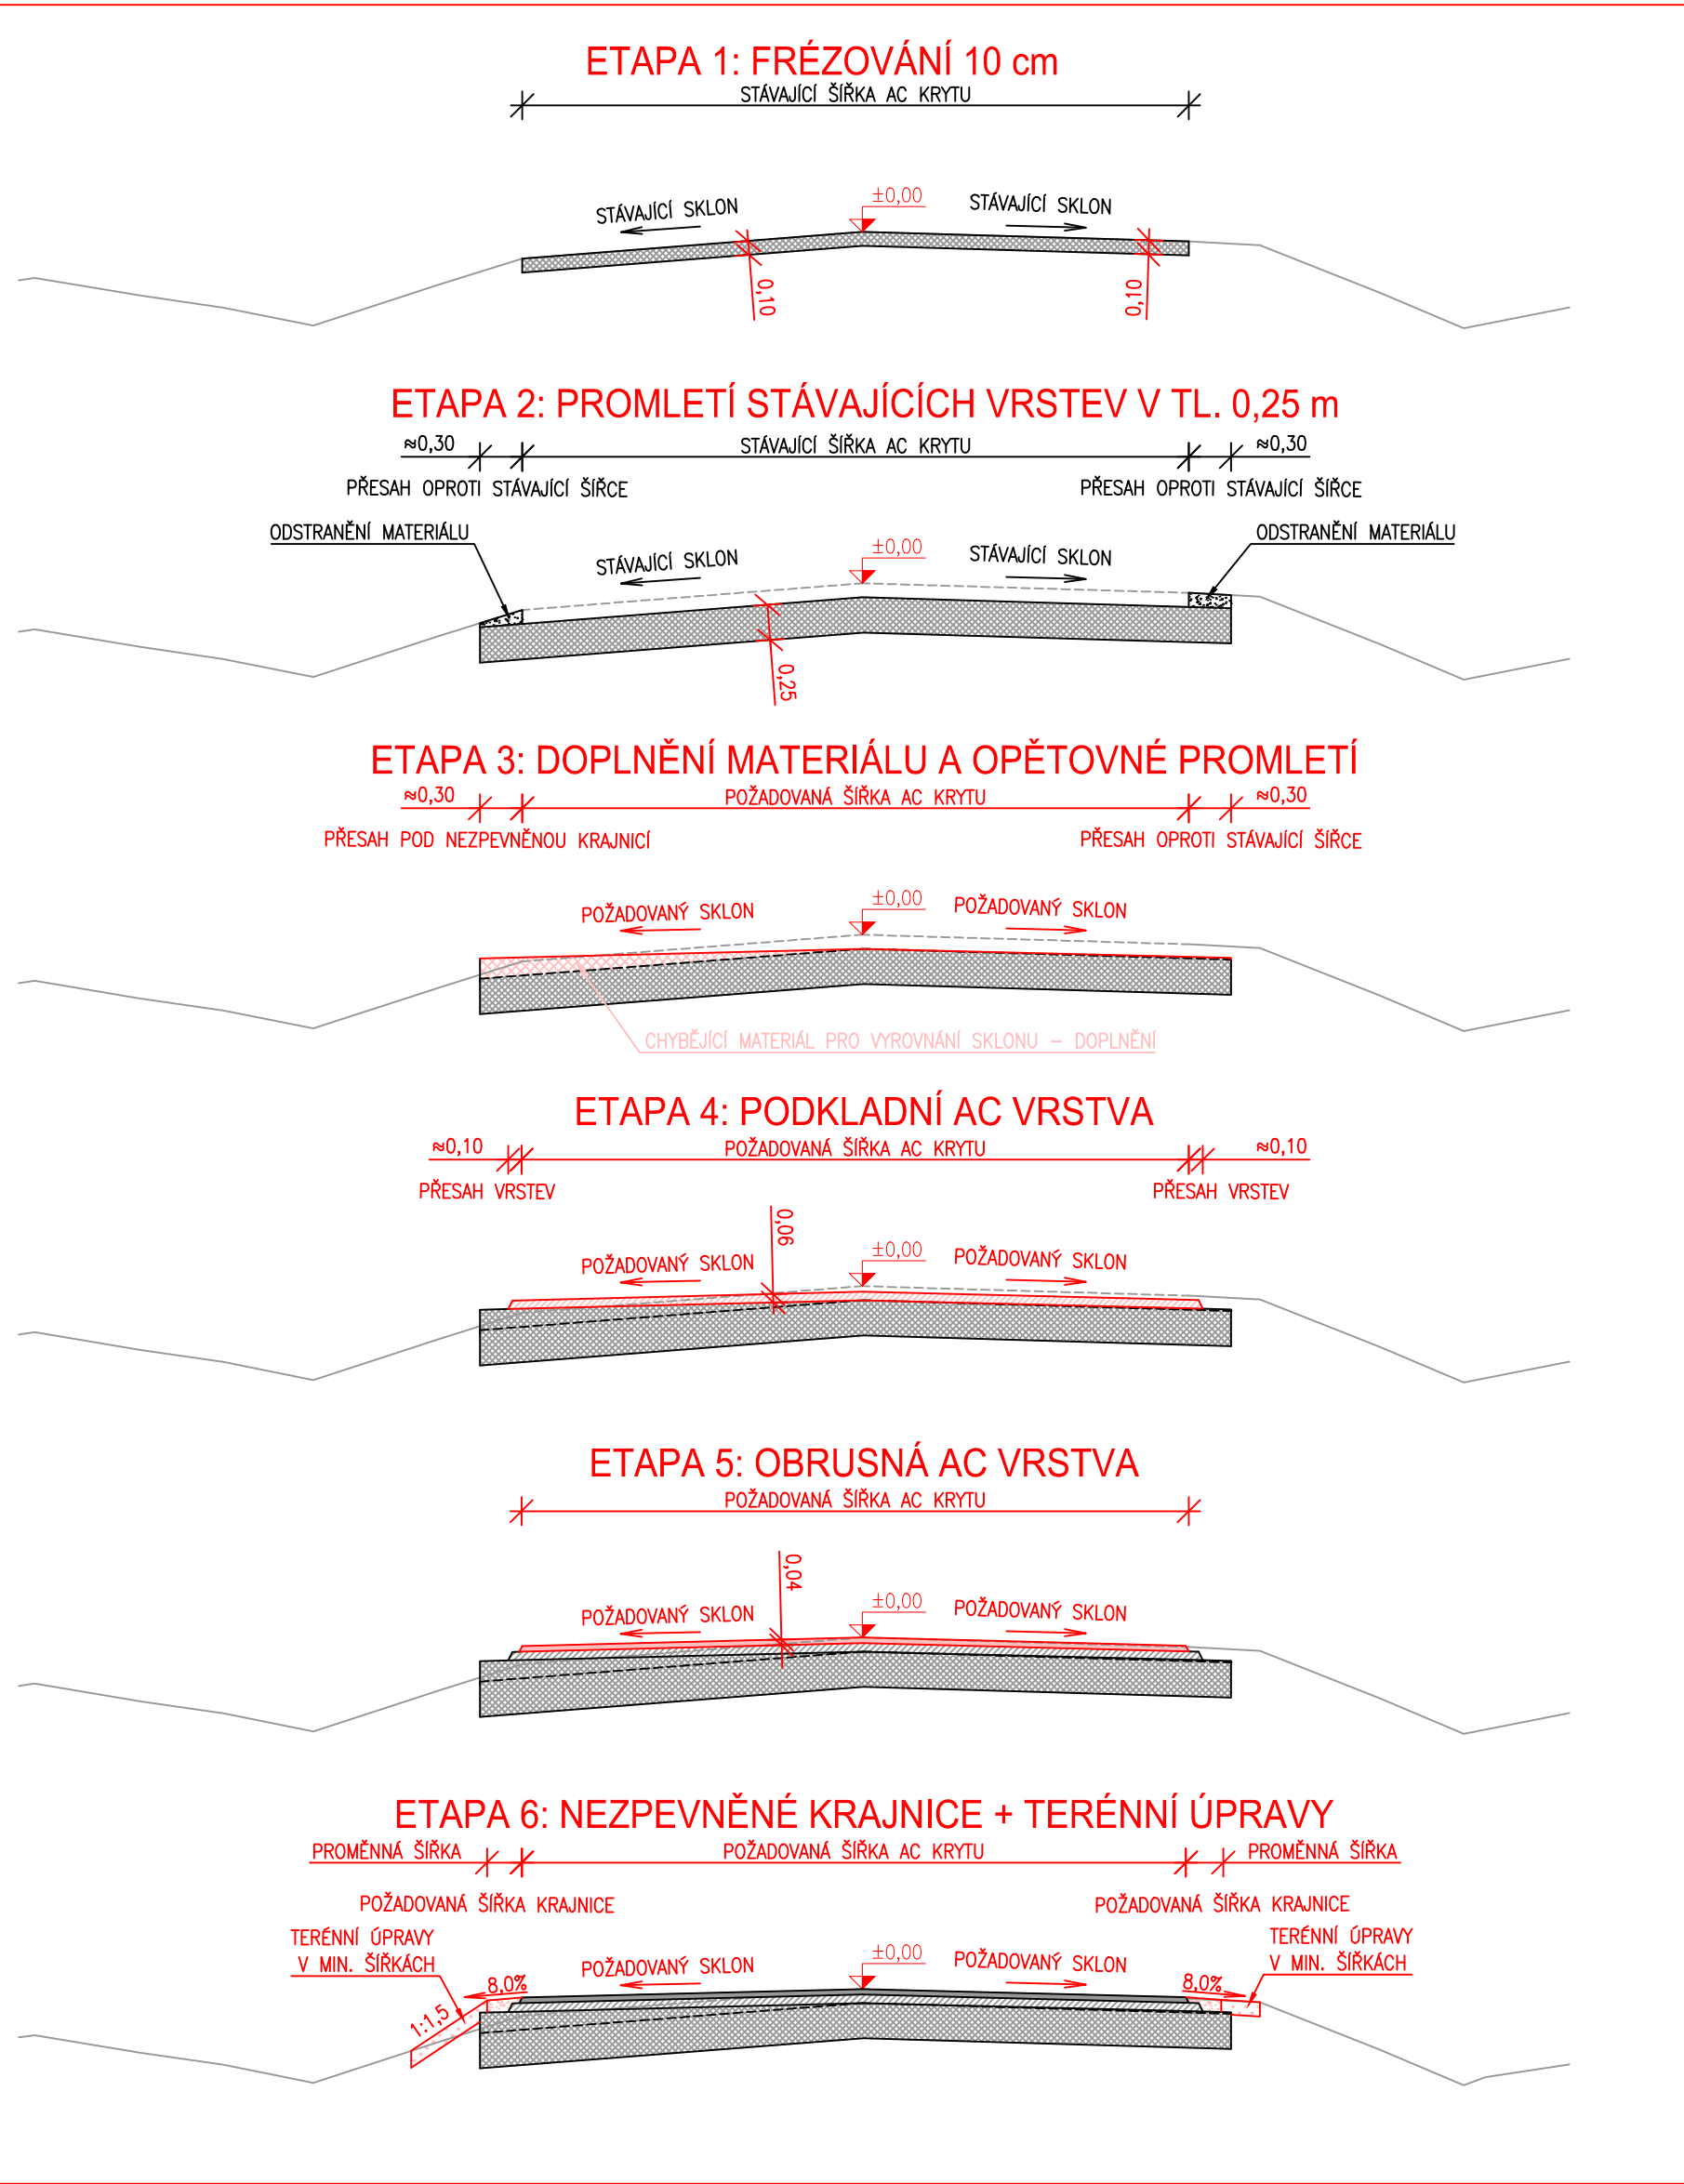 ETAPA 1: FRÉZOVÁNÍ 10 cm
STÁVAJÍCÍ ŠÍŘKA AC KRYTU
STÁVAJÍCÍ SKLON
±0,00
STÁVAJÍCÍ SKLON
0,10
0,10
ETAPA 2: PROMLETÍ STÁVAJÍCÍCH VRSTEV V TL. 0,25 m
≈0,30
STÁVAJÍCÍ ŠÍŘKA AC KRYTU
≈0,30
PŘESAH OPROTI STÁVAJÍCÍ ŠÍŘCE
PŘESAH OPROTI STÁVAJÍCÍ ŠÍŘCE
ODSTRANĚNÍ MATERIÁLU
ODSTRANĚNÍ MATERIÁLU
STÁVAJÍCÍ SKLON
±0,00
STÁVAJÍCÍ SKLON
0,25
ETAPA 3: DOPLNĚNÍ MATERIÁLU A OPĚTOVNÉ PROMLETÍ
≈0,30
POŽADOVANÁ ŠÍŘKA AC KRYTU
≈0,30
PŘESAH POD NEZPEVNĚNOU KRAJNICÍ
PŘESAH OPROTI STÁVAJÍCÍ ŠÍŘCE
POŽADOVANÝ SKLON
±0,00
POŽADOVANÝ SKLON
CHYBĚJÍCÍ MATERIÁL PRO VYROVNÁNÍ SKLONU – DOPLNĚNÍ
ETAPA 4: PODKLADNÍ AC VRSTVA
≈0,10
POŽADOVANÁ ŠÍŘKA AC KRYTU
≈0,10
PŘESAH VRSTEV
PŘESAH VRSTEV
0,06
POŽADOVANÝ SKLON
±0,00
POŽADOVANÝ SKLON
ETAPA 5: OBRUSNÁ AC VRSTVA
POŽADOVANÁ ŠÍŘKA AC KRYTU
0,04
POŽADOVANÝ SKLON
±0,00
POŽADOVANÝ SKLON
ETAPA 6: NEZPEVNĚNÉ KRAJNICE + TERÉNNÍ ÚPRAVY
PROMĚNNÁ ŠÍŘKA
POŽADOVANÁ ŠÍŘKA AC KRYTU
PROMĚNNÁ ŠÍŘKA
POŽADOVANÁ ŠÍŘKA KRAJNICE
POŽADOVANÁ ŠÍŘKA KRAJNICE
TERÉNNÍ ÚPRAVY
V MIN. ŠÍŘKÁCH
TERÉNNÍ ÚPRAVY
V MIN. ŠÍŘKÁCH
POŽADOVANÝ SKLON
±0,00
POŽADOVANÝ SKLON
8,0%
8,0%
1:1,5